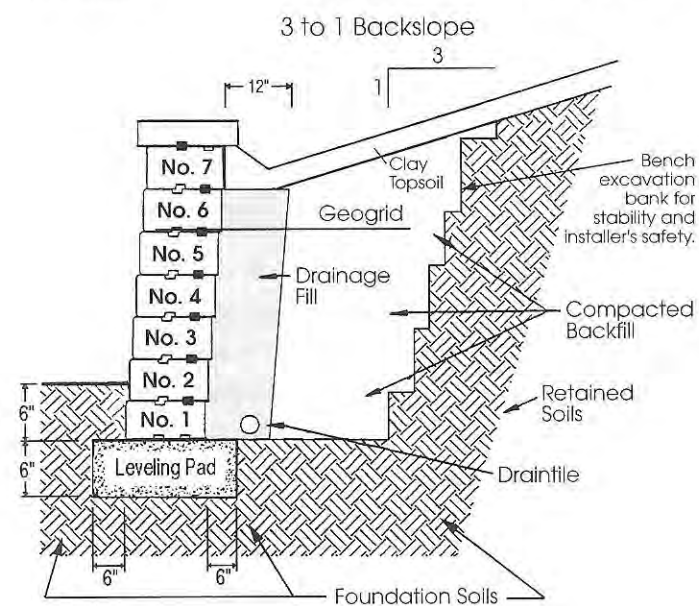 3 to 1 Backslope
3
1
12"
No. 7
No. 6
No. 5
No. 4
No. 3
No. 2
No. 1
Clay
Topsoil
Geogrid
Drainage
Fill
Bench
excavation
bank for
stability and
installer's safety.
Compacted
Backfill
Retained
Soils
6"
6"
Leveling Pad
Draintile
6"
6"
Foundation Soils